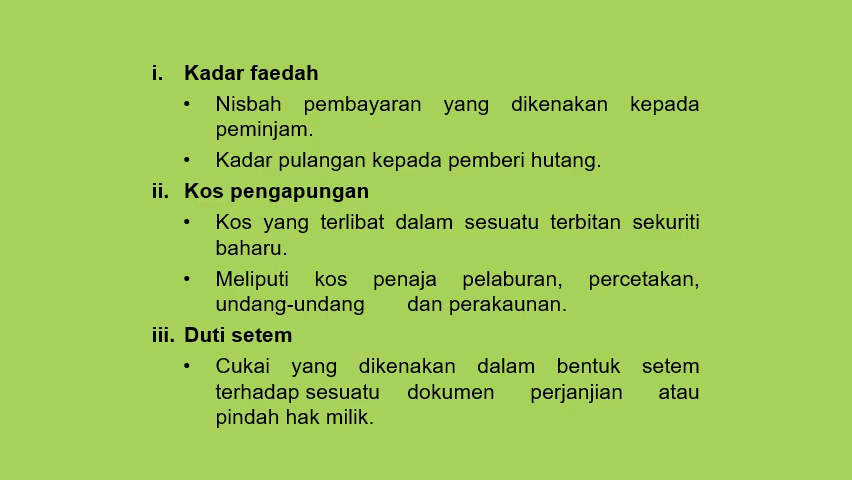 i. Kadar faedah
• Nisbah pembayaran yang dikenakan kepada
peminjam.
• Kadar pulangan kepada pemberi hutang.
ii. Kos pengapungan
• Kos yang terlibat dalam sesuatu terbitan sekuriti
baharu.
• Meliputi kos penaja pelaburan, percetakan,
undang-undang dan perakaunan.
iii. Duti setem
• Cukai yang dikenakan dalam bentuk setem
terhadap sesuatu dokumen perjanjian atau
pindah hak milik.